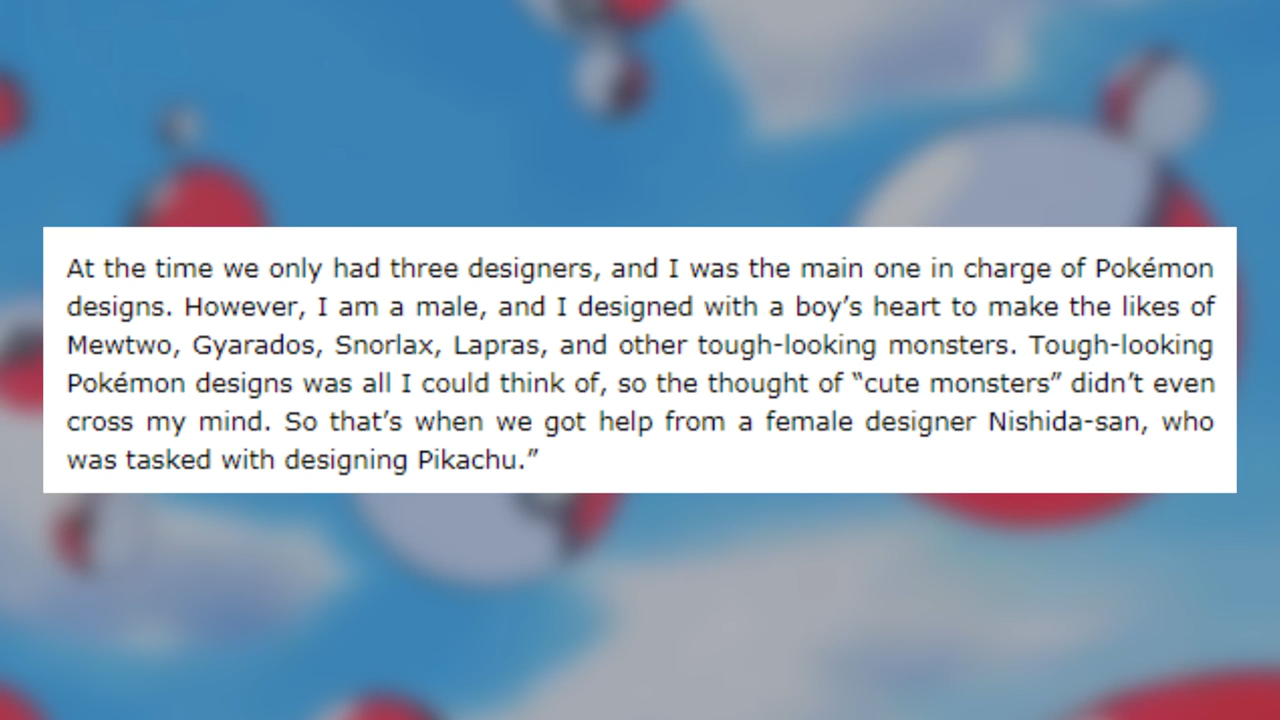 At the time we only had three designers, and I was the main one in charge of Pokémon
designs. However, I am a male, and I designed with a boy’s heart to make the likes of
Mewtwo, Gyarados, Snorlax, Lapras, and other tough-looking monsters. Tough-looking
Pokémon designs was all I could think of, so the thought of “cute monsters” didn’t even
cross my mind. So that’s when we got help from a female designer Nishida-san, who
was tasked with designing Pikachu.”